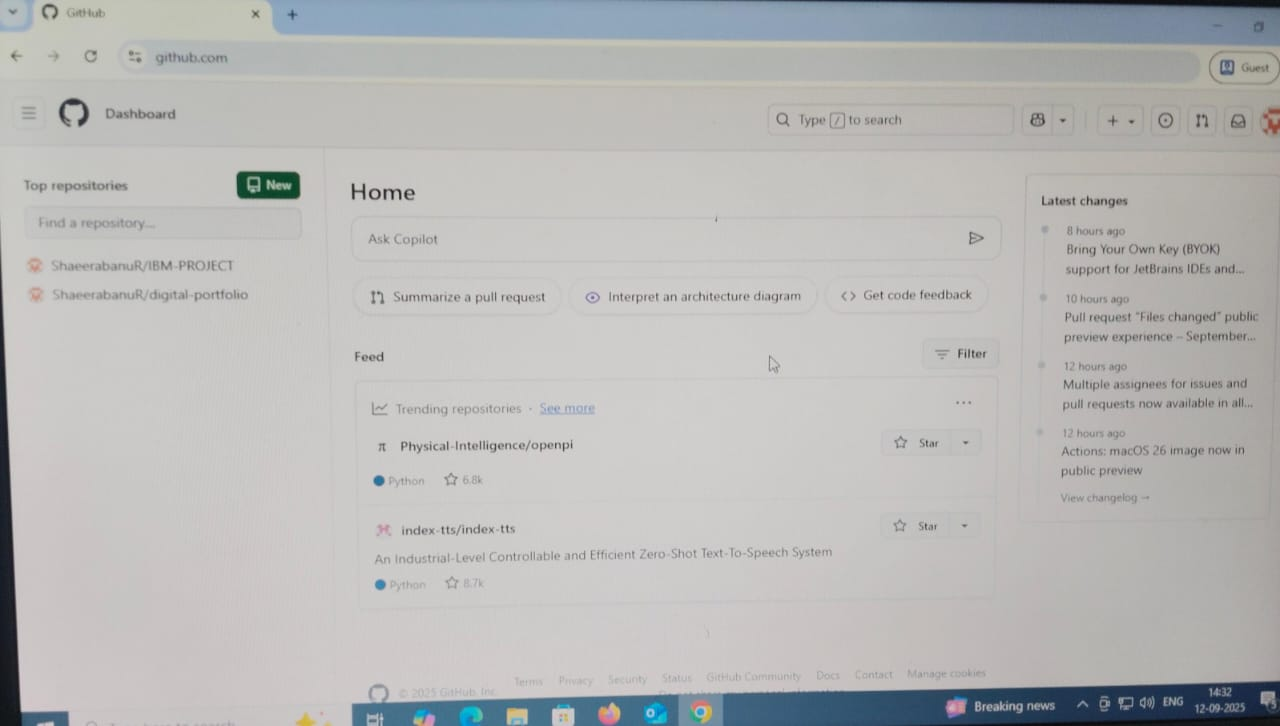 GitHub
github.com
Guest
Dashboard
Type / to search
Top repositories
New
Find a repository...
ShaeerabanuR/IBM-PROJECT
ShaeerabanuR/digital-portfolio
Home
Ask Copilot
Summarize a pull request
Interpret an architecture diagram
Get code feedback
Feed
Filter
Trending repositories · See more
Physical-Intelligence/openpi
Star
Python
6.8k
index-tts/index-tts
Star
An Industrial-Level Controllable and Efficient Zero-Shot Text-To-Speech System
Python
8.7k
Latest changes
8 hours ago
Bring Your Own Key (BYOK)
support for JetBrains IDEs and...
10 hours ago
Pull request "Files changed" public
preview experience – September...
12 hours ago
Multiple assignees for issues and
pull requests now available in all...
12 hours ago
Actions: macOS 26 image now in
public preview
View changelog →
© 2025 GitHub, Inc.
Terms Privacy Security Status GitHub Community Docs Contact Manage cookies
Breaking news
ENG
14:32
12-09-2025